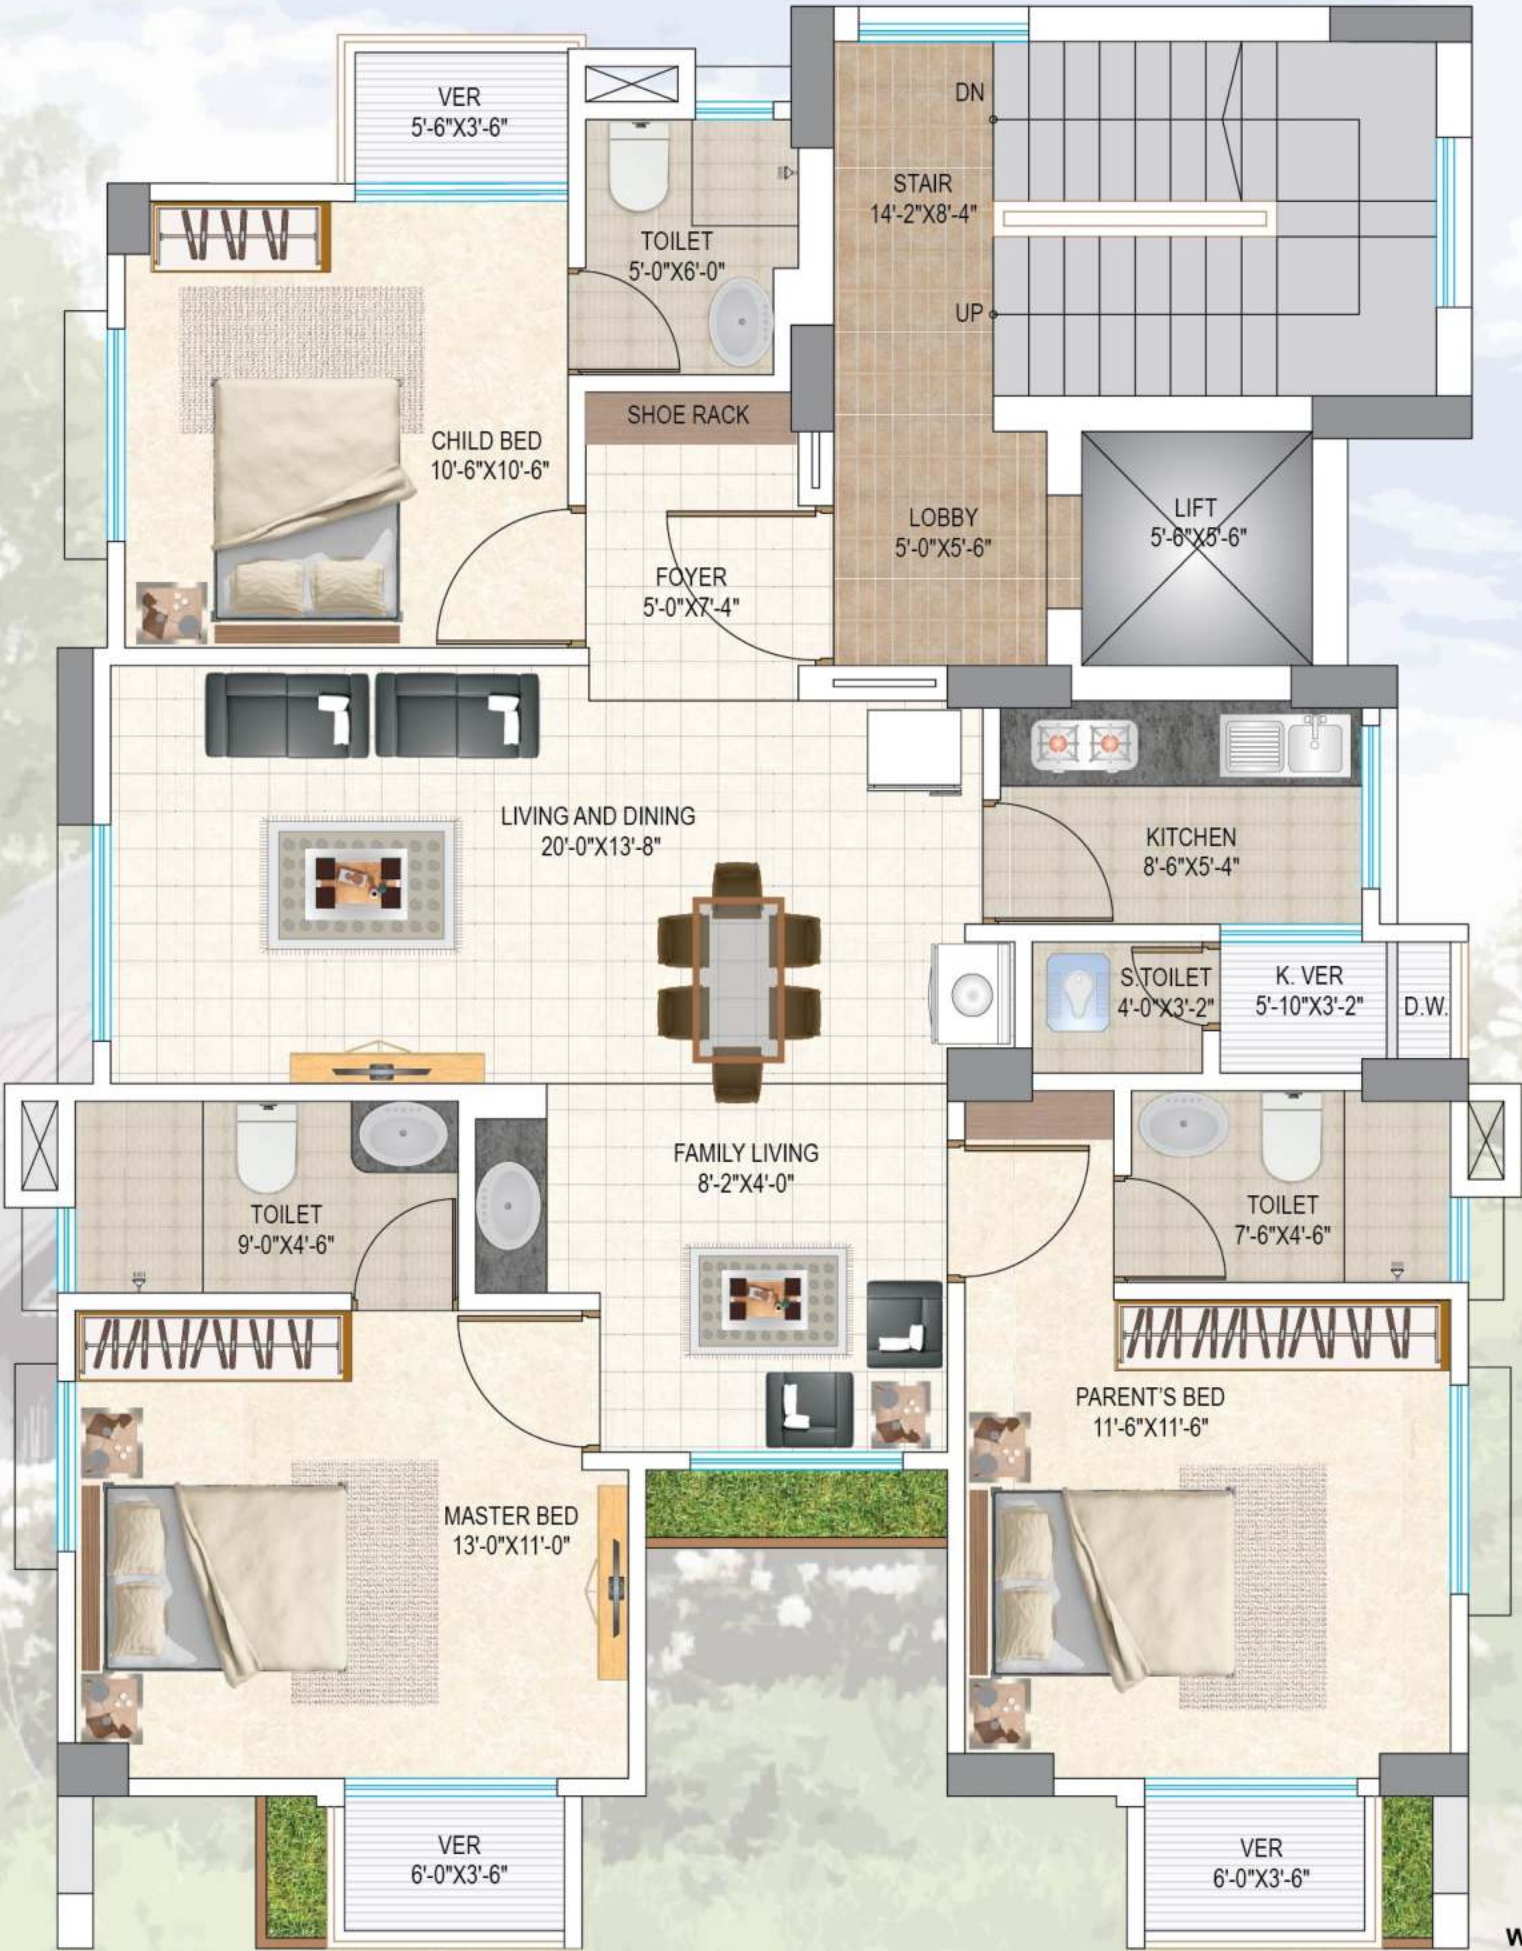 VER
5'-6"X3'-6"
DN
STAIR
14'-2"X8'-4"
TOILET
5'-0"X6'-0"
UP
SHOE RACK
CHILD BED
10'-6"X10'-6"
LOBBY
5'-0"X5'-6"
LIFT
5'-6"X5'-6"
FOYER
5'-0"X7'-4"
LIVING AND DINING
20'-0"X13'-8"
KITCHEN
8'-6"X5'-4"
S.TOILET
4'-0"X3'-2"
K. VER
5'-10"X3'-2"
D.W.
FAMILY LIVING
8'-2"X4'-0"
TOILET
9'-0"X4'-6"
TOILET
7'-6"X4'-6"
PARENT'S BED
11'-6"X11'-6"
MASTER BED
13'-0"X11'-0"
VER
6'-0"X3'-6"
VER
6'-0"X3'-6"
W